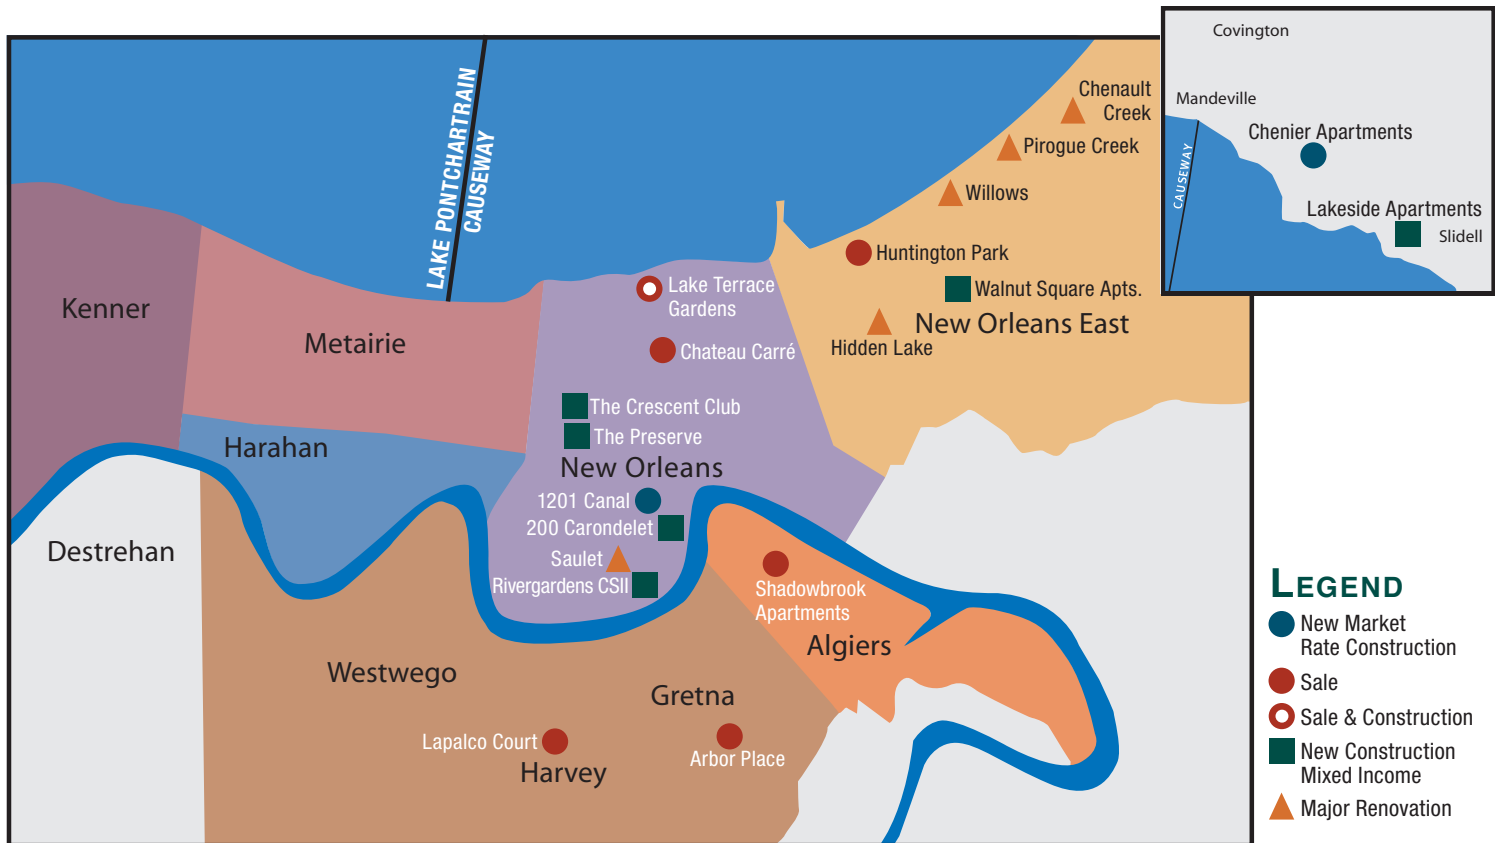 Covington
Mandeville
Chenier Apartments
CAUSEWAY
Lakeside Apartments
Slidell
LAKE PONTCHARTRAIN
CAUSEWAY
Chenault
Creek
Pirogue Creek
Willows
Huntington Park
Walnut Square Apts.
New Orleans East
Hidden Lake
Kenner
Metairie
Harahan
Destrehan
Lake Terrace
Gardens
Chateau Carré
The Crescent Club
The Preserve
New Orleans
1201 Canal
200 Carondelet
Saulet
Rivergardens CSII
Shadowbrook
Apartments
Algiers
Westwego
Gretna
Lapalco Court
Harvey
Arbor Place
LEGEND
New Market
Rate Construction
Sale
Sale & Construction
New Construction
Mixed Income
Major Renovation